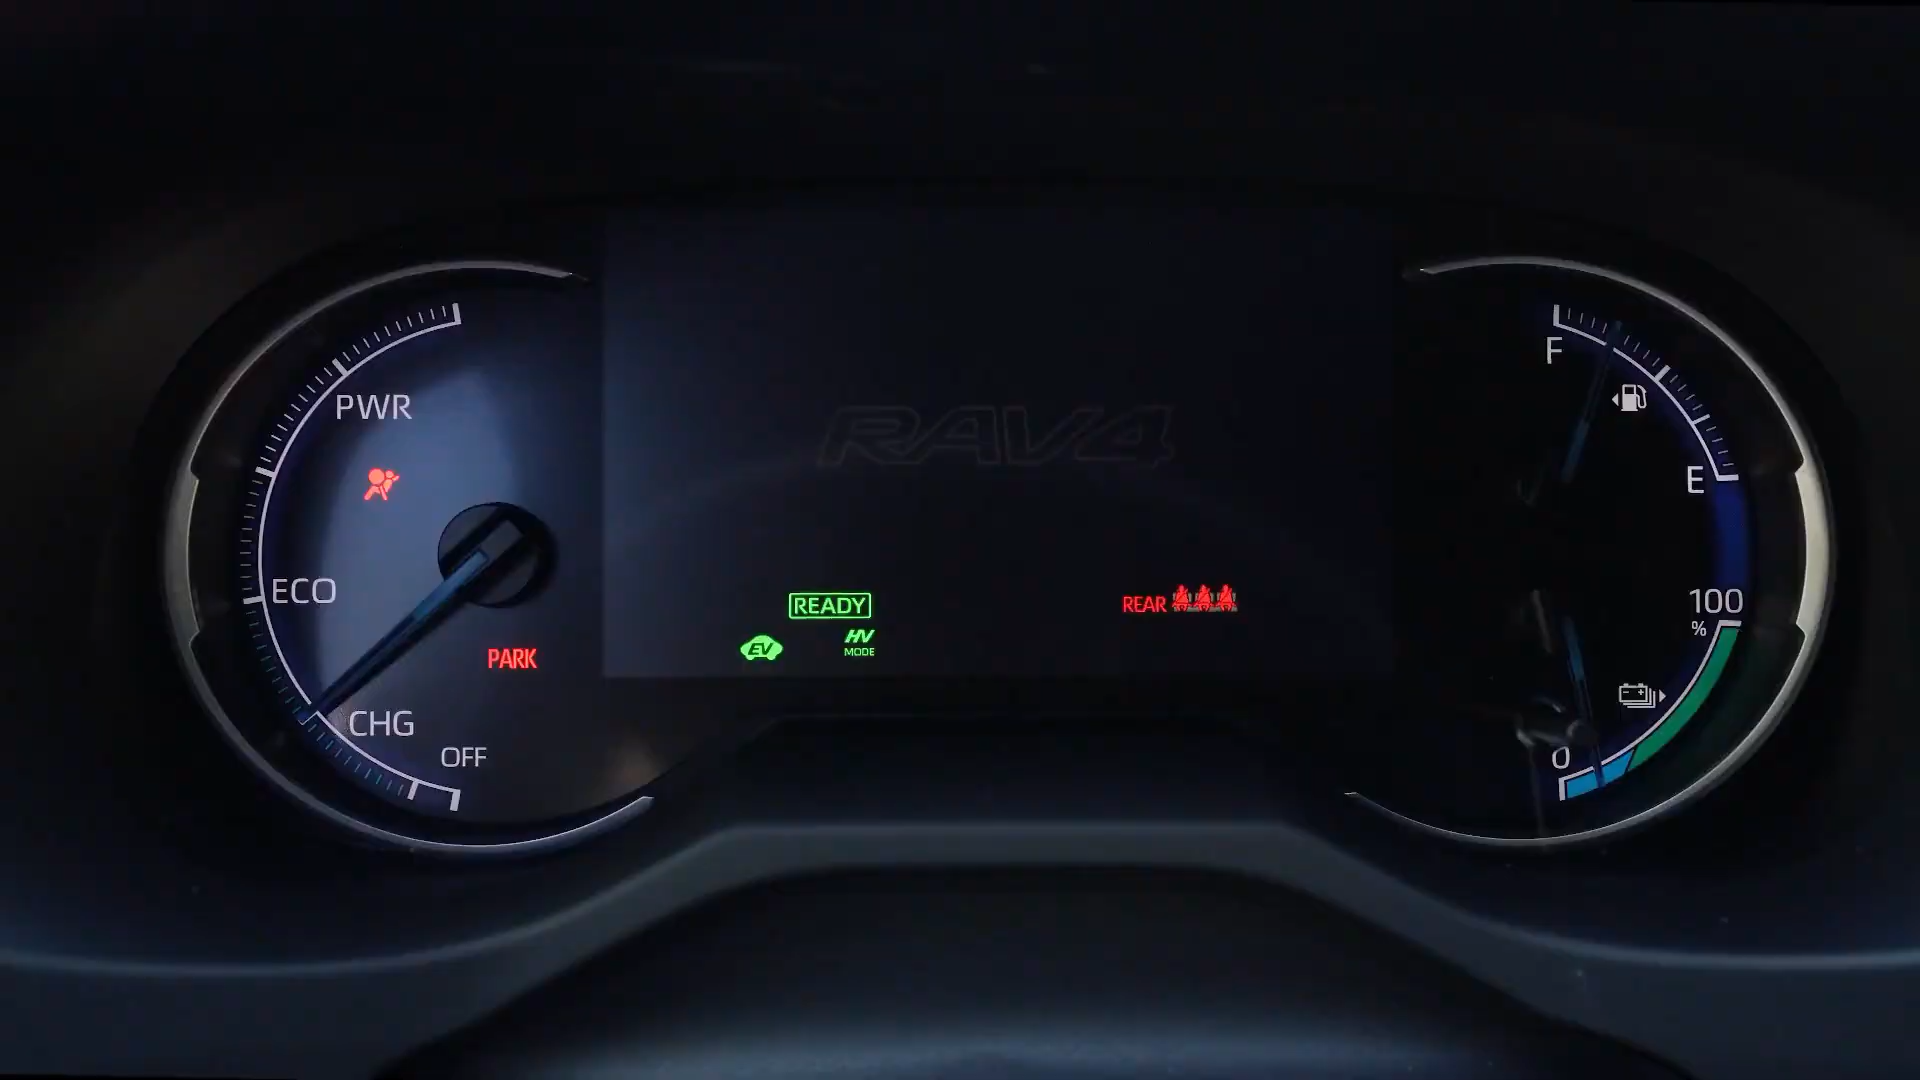 PWR
ECO
CHG
OFF
PARK
RAV4
READY
EV
HV
MODE
REAR
F
E
100
%
0